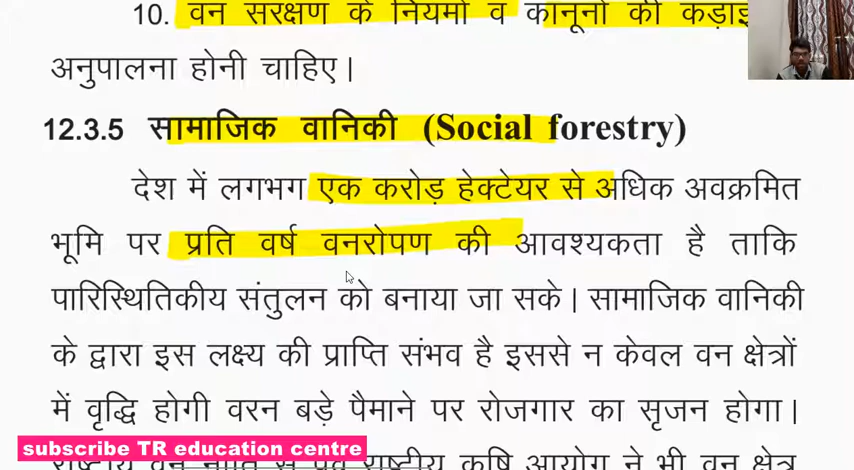 10. वन संरक्षण के नियमों व कानूनों की कड़ाई
अनुपालना होनी चाहिए।
12.3.5 सामाजिक वानिकी (Social forestry)
देश में लगभग एक करोड़ हेक्टेयर से अधिक अवक्रमित
भूमि पर प्रति वर्ष वनरोपण की आवश्यकता है ताकि
पारिस्थितिकीय संतुलन को बनाया जा सके। सामाजिक वानिकी
के द्वारा इस लक्ष्य की प्राप्ति संभव है इससे न केवल वन क्षेत्रों
में वृद्धि होगी वरन बड़े पैमाने पर रोजगार का सृजन होगा।
राष्ट्रीय वन नीति से पूर्व राष्ट्रीय कृषि आयोग ने भी वन क्षेत्र
subscribe TR education centre